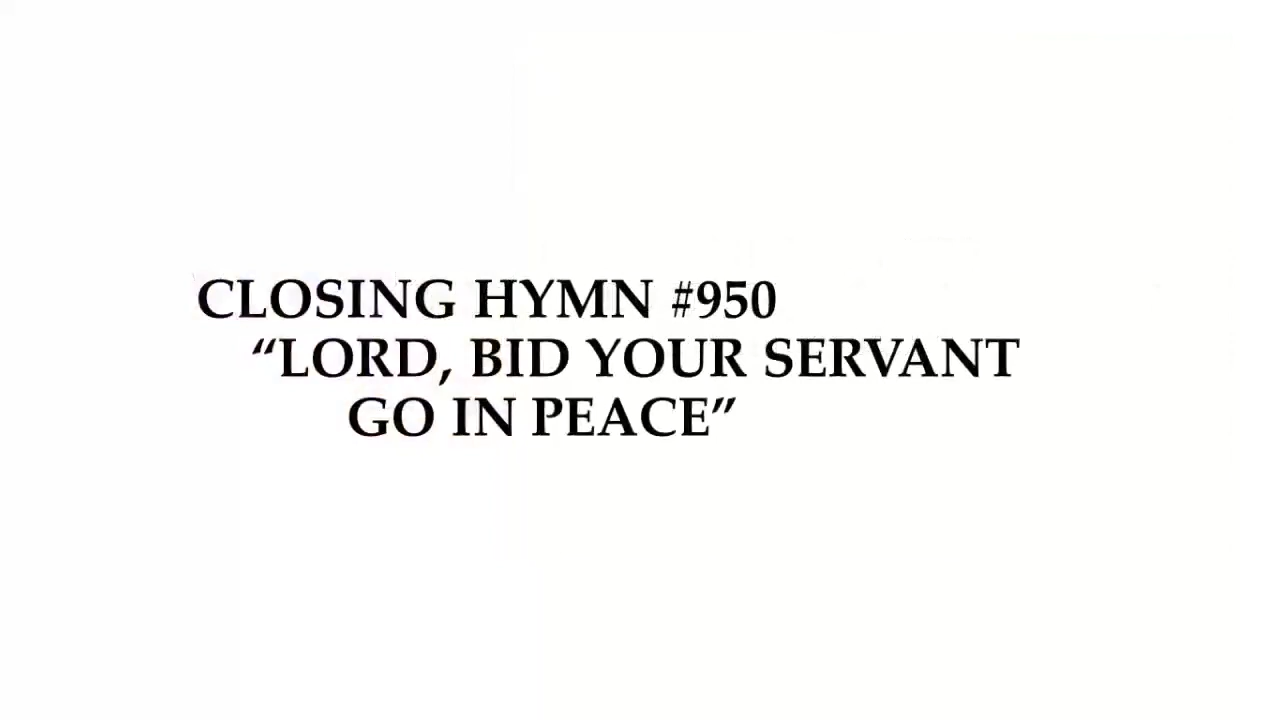 CLOSING HYMN #950
“LORD, BID YOUR SERVANT
GO IN PEACE”